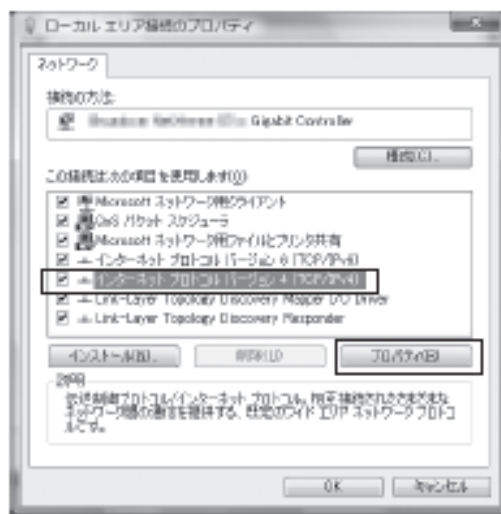 ローカル エリア接続のプロパティ
ネットワーク
接続の方法:
Gigabit Controller
構成(C)...
この接続は次の項目を使用します(O):
Microsoft ネットワーク用クライアント
QoS パケット スケジューラ
Microsoft ネットワーク用ファイルとプリンタ共有
インターネット プロトコル バージョン 6 (TCP/IPv6)
インターネット プロトコル バージョン 4 (TCP/IPv4)
Link-Layer Topology Discovery Mapper I/O Driver
Link-Layer Topology Discovery Responder
インストール(N)...
削除(U)
プロパティ(R)
説明
伝送制御プロトコル/インターネット プロトコル。相互接続されたさまざまな
ネットワーク間の通信を提供する、既定のワイド エリア ネットワーク プロトコ
ルです。
OK
キャンセル